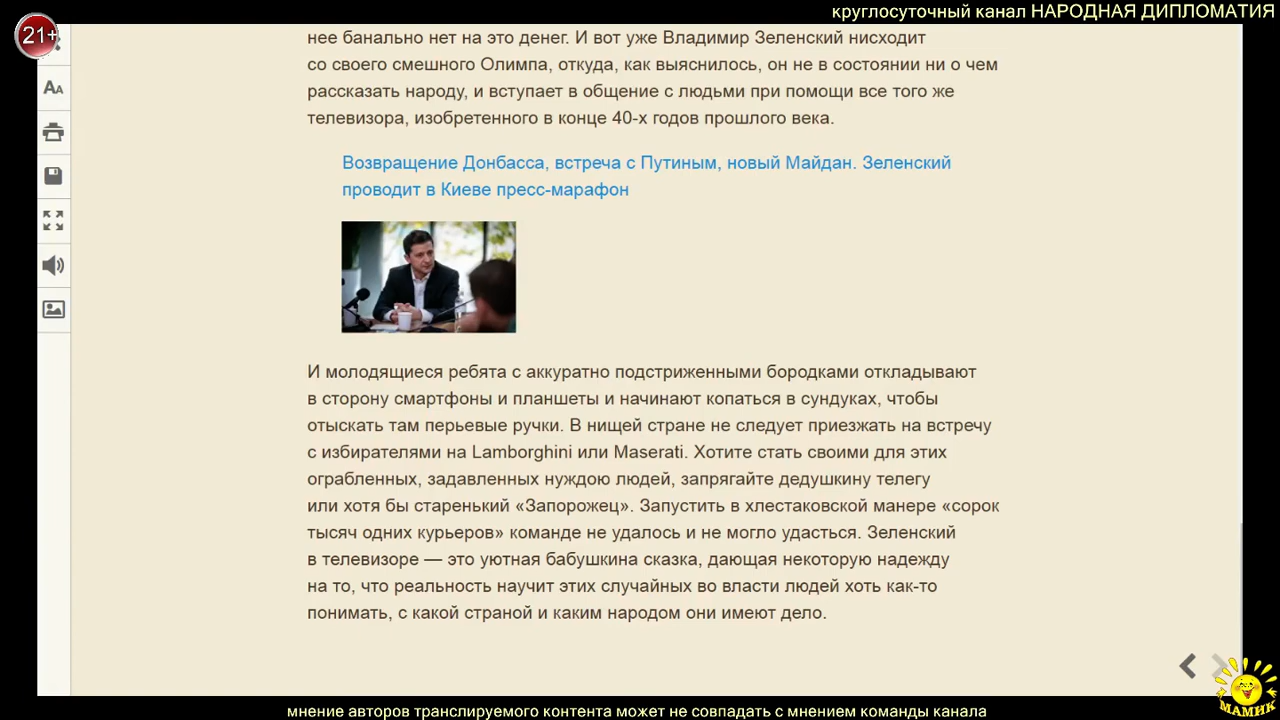 круглосуточный канал НАРОДНАЯ ДИПЛОМАТИЯ
21+
нее банально нет на это денег. И вот уже Владимир Зеленский нисходит
со своего смешного Олимпа, откуда, как выяснилось, он не в состоянии ни о чем
рассказать народу, и вступает в общение с людьми при помощи все того же
телевизора, изобретенного в конце 40-х годов прошлого века.
Возвращение Донбасса, встреча с Путиным, новый Майдан. Зеленский
проводит в Киеве пресс-марафон
И молодящиеся ребята с аккуратно подстриженными бородками откладывают
в сторону смартфоны и планшеты и начинают копаться в сундуках, чтобы
отыскать там перьевые ручки. В нищей стране не следует приезжать на встречу
с избирателями на Lamborghini или Maserati. Хотите стать своими для этих
ограбленных, задавленных нуждою людей, запрягайте дедушкину телегу
или хотя бы старенький «Запорожец». Запустить в хлестаковской манере «сорок
тысяч одних курьеров» команде не удалось и не могло удасться. Зеленский
в телевизоре — это уютная бабушкина сказка, дающая некоторую надежду
на то, что реальность научит этих случайных во власти людей хоть как-то
понимать, с какой страной и каким народом они имеют дело.
МАМИК
мнение авторов транслируемого контента может не совпадать с мнением команды канала